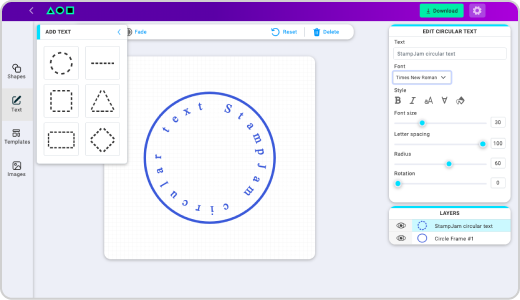 Download
ADD TEXT
Fade
Reset
Delete
Shapes
Text
Templates
Images
StampJam circular text
EDIT CIRCULAR TEXT
Text
StampJam circular text
Font
Times New Roman
Style
B I aA
Font size
30
Letter spacing
100
Radius
60
Rotation
0
LAYERS
StampJam circular text
Circle Frame #1